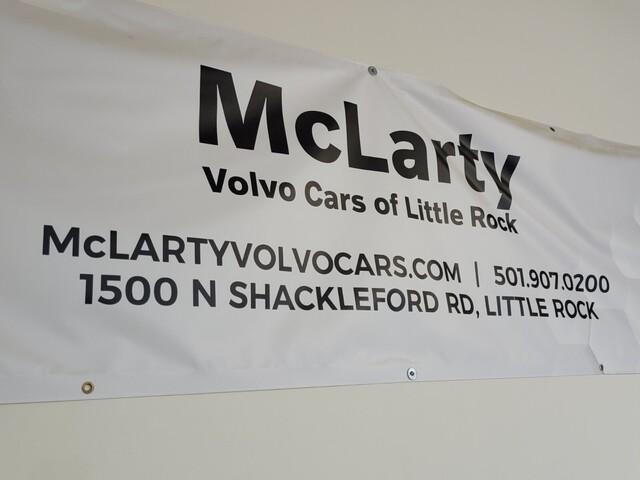 McLarty
Volvo Cars of Little Rock
McLARTYVOLVOCARS.COM | 501.907.0200
1500 N SHACKLEFORD RD, LITTLE ROCK